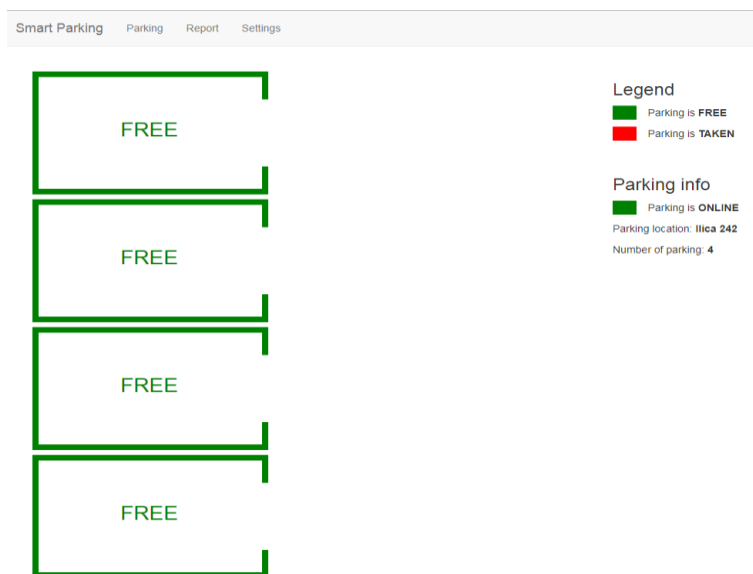 Smart Parking Parking Report Settings
FREE
FREE
FREE
FREE
Legend
Parking is FREE
Parking is TAKEN
Parking info
Parking is ONLINE
Parking location: Ilica 242
Number of parking: 4